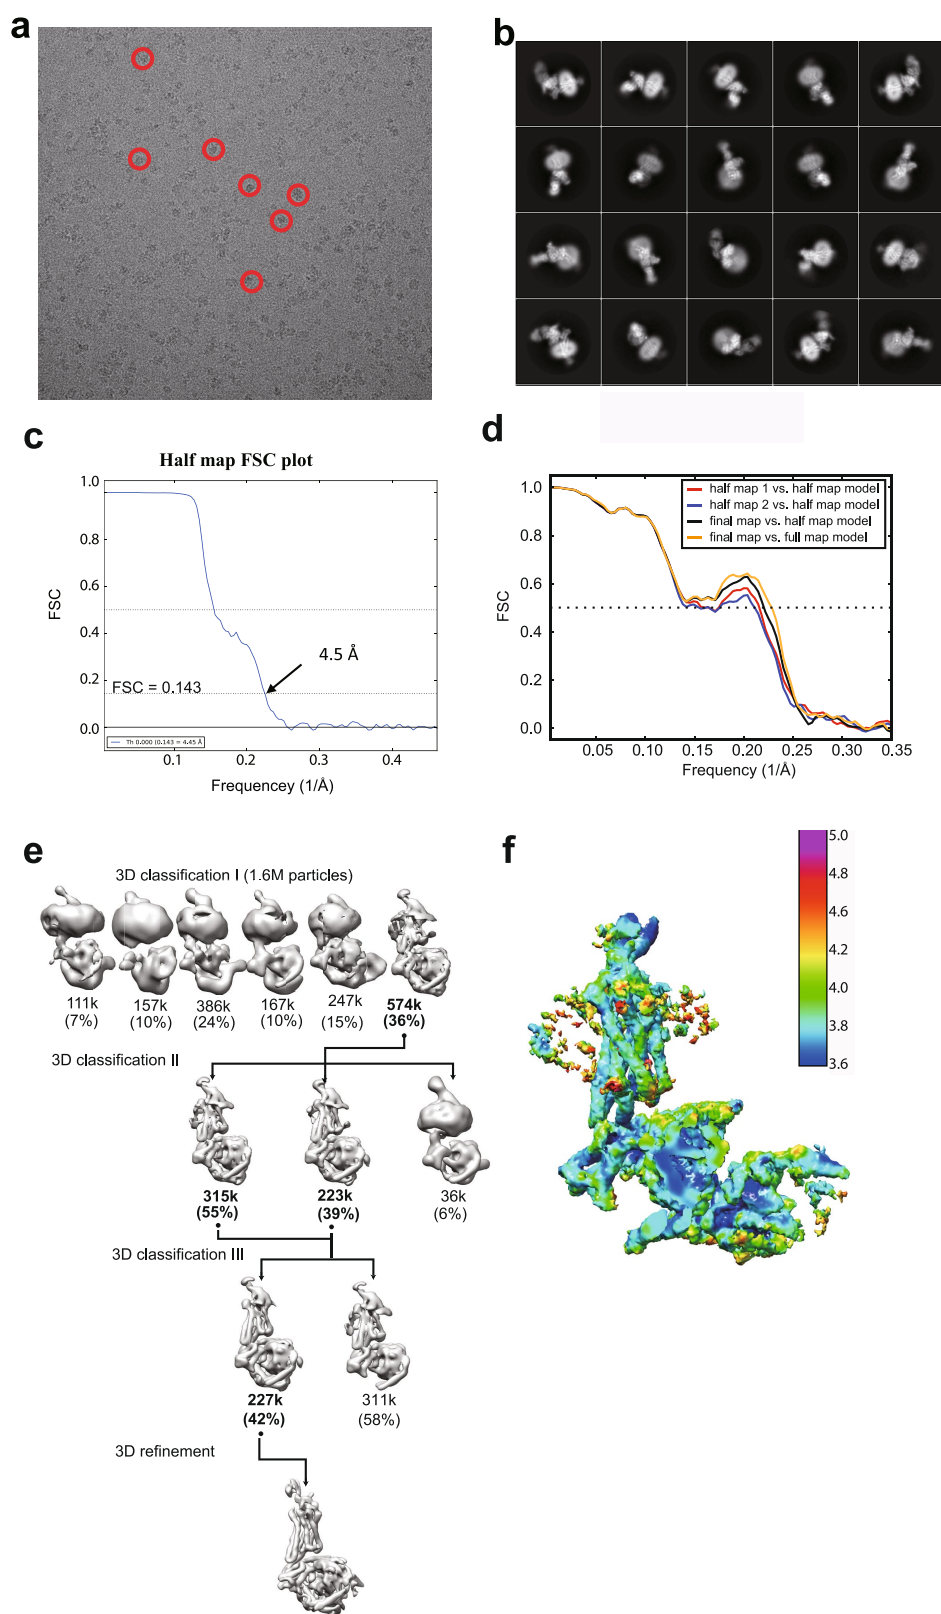 a
b
c
Half map FSC plot
1.0
0.8
0.6
0.4
0.2
0.0
FSC
4.5 Å
FSC = 0.143
Th 0.000 (0.143 = 4.45 Å
0.1
0.2
0.3
0.4
Frequencey (1/Å)
d
half map 1 vs. half map model
half map 2 vs. half map model
final map vs. half map model
final map vs. full map model
1.0
0.8
0.6
0.4
0.2
0.0
FSC
0.05
0.10
0.15
0.20
0.25
0.30
0.35
Frequency (1/Å)
e
3D classification I (1.6M particles)
111k
(7%)
157k
(10%)
386k
(24%)
167k
(10%)
247k
(15%)
574k
(36%)
3D classification II
315k
(55%)
223k
(39%)
36k
(6%)
3D classification III
227k
(42%)
311k
(58%)
3D refinement
f
5.0
4.6
4.2
4.0
3.8
3.6